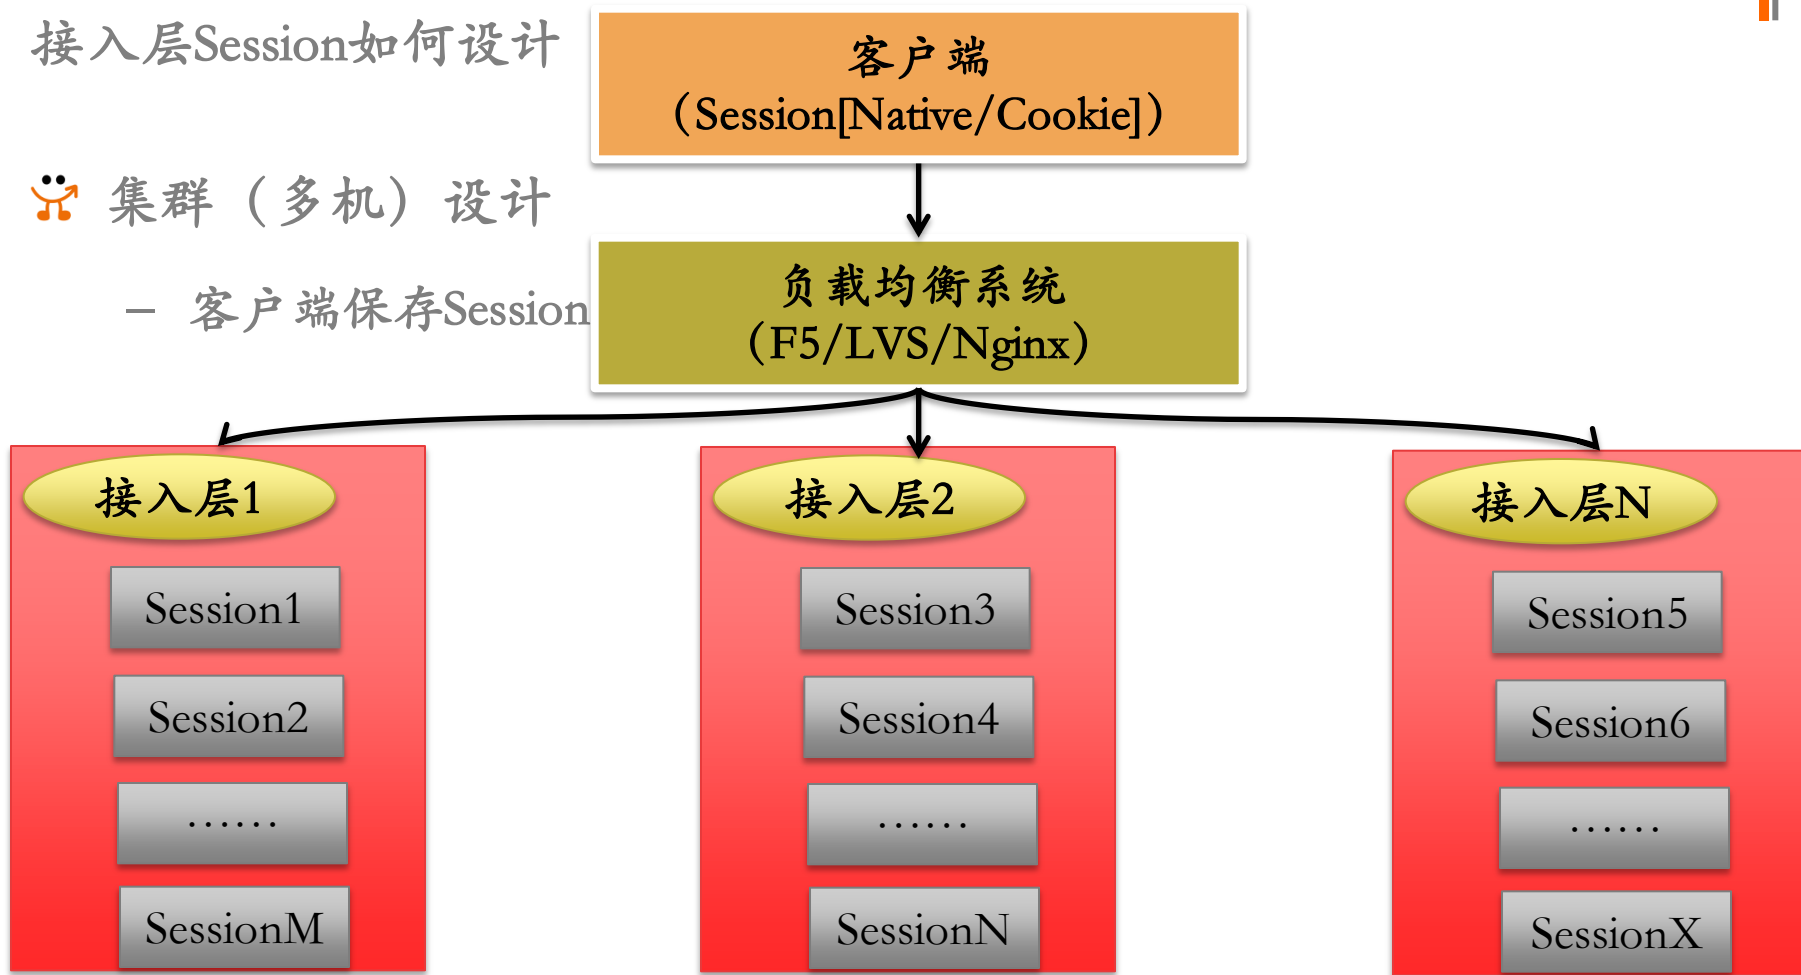 接入层Session如何设计
客户端
（Session[Native/Cookie]）
集群（多机）设计
– 客户端保存Session
负载均衡系统
（F5/LVS/Nginx）
接入层1
Session1
Session2
……
SessionM
接入层2
Session3
Session4
……
SessionN
接入层N
Session5
Session6
……
SessionX